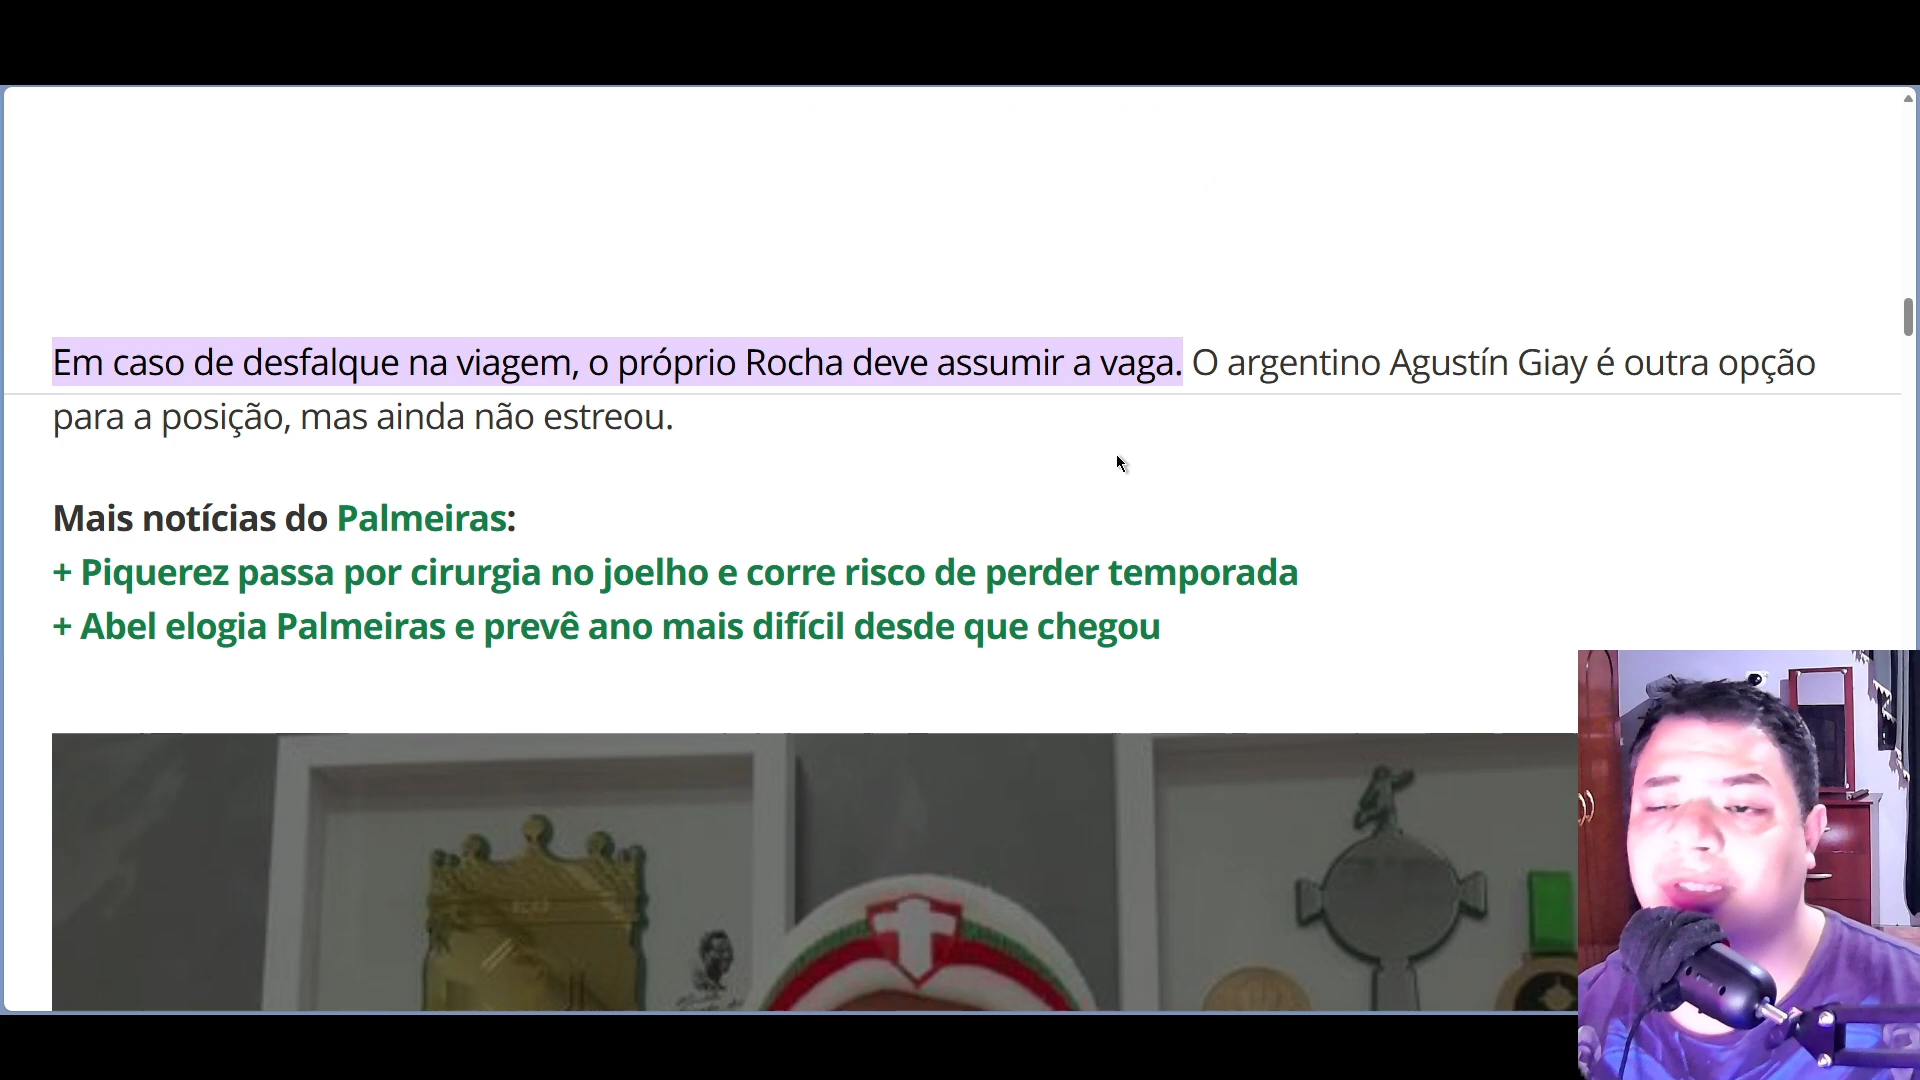 Em caso de desfalque na viagem, o próprio Rocha deve assumir a vaga. O argentino Agustín Giay é outra opção
para a posição, mas ainda não estreou.
Mais notícias do Palmeiras:
+ Piquerez passa por cirurgia no joelho e corre risco de perder temporada
+ Abel elogia Palmeiras e prevê ano mais difícil desde que chegou